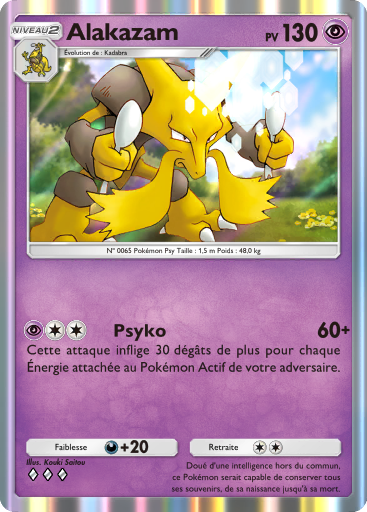 NIVEAU 2
Alakazam
PV 130
Évolution de : Kadabra
N° 0065 Pokémon Psy Taille : 1,5 m Poids : 48,0 kg
Psyko 60+
Cette attaque inflige 30 dégâts de plus pour chaque
Énergie attachée au Pokémon Actif de votre adversaire.
Faiblesse +20
Retraite
Illus. Kouki Saitou
Doué d'une intelligence hors du commun,
ce Pokémon serait capable de conserver tous
ses souvenirs, de sa naissance jusqu'à sa mort.